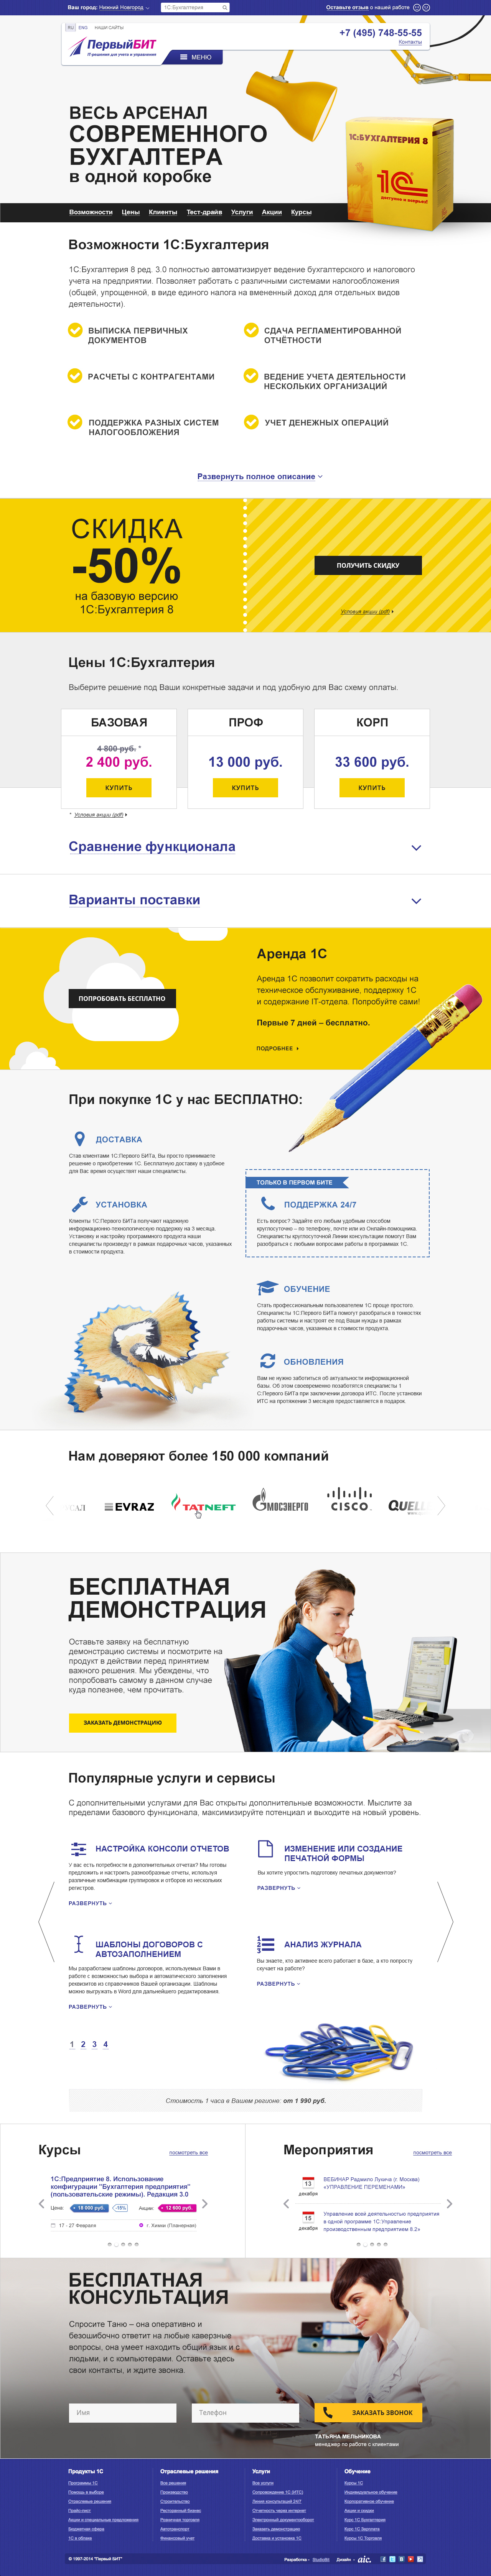 Ваш город: Нижний Новгород
1С Бухгалтерия
Оставьте отзыв о нашей работе
RU ENG НАШИ САЙТЫ
ПервыйБИТ
IT-решения для учета и управления
МЕНЮ
+7 (495) 748-55-55
Контакты
ВЕСЬ АРСЕНАЛ
СОВРЕМЕННОГО
БУХГАЛТЕРА
в одной коробке
1С:БУХГАЛТЕРИЯ 8
1С
Возможности Цены Клиенты Тест-драйв Услуги Акции Курсы
Возможности 1С:Бухгалтерия
1С:Бухгалтерия 8 ред. 3.0 полностью автоматизирует ведение бухгалтерского и налогового
учета на предприятии. Позволяет работать с различными системами налогообложения
(общей, упрощенной, в виде единого налога на вмененный доход для отдельных видов
деятельности).
ВЫПИСКА ПЕРВИЧНЫХ
ДОКУМЕНТОВ
СДАЧА РЕГЛАМЕНТИРОВАННОЙ
ОТЧЁТНОСТИ
РАСЧЕТЫ С КОНТРАГЕНТАМИ
ВЕДЕНИЕ УЧЕТА ДЕЯТЕЛЬНОСТИ
НЕСКОЛЬКИХ ОРГАНИЗАЦИЙ
ПОДДЕРЖКА РАЗНЫХ СИСТЕМ
НАЛОГООБЛОЖЕНИЯ
УЧЕТ ДЕНЕЖНЫХ ОПЕРАЦИЙ
Развернуть полное описание
СКИДКА
-50%
на базовую версию
1С:Бухгалтерия 8
ПОЛУЧИТЬ СКИДКУ
Условия акции (pdf)
Цены 1С:Бухгалтерия
Выберите решение под Ваши конкретные задачи и под удобную для Вас схему оплаты.
БАЗОВАЯ
4 800 руб. *
2 400 руб.
КУПИТЬ
ПРОФ
13 000 руб.
КУПИТЬ
КОРП
33 600 руб.
КУПИТЬ
* Условия акции (pdf)
Сравнение функционала
Варианты поставки
ПОПРОБОВАТЬ БЕСПЛАТНО
Аренда 1С
Аренда 1С позволит сократить расходы на
техническое обслуживание, поддержку 1С
и содержание IT-отдела. Попробуйте сами!
Первые 7 дней – бесплатно.
ПОДРОБНЕЕ
При покупке 1С у нас БЕСПЛАТНО:
ДОСТАВКА
Став клиентами 1С:Первого БИТа, Вы просто принимаете
решение о приобретении 1С. Бесплатную доставку в удобное
для Вас время осуществят наши специалисты.
УСТАНОВКА
Клиенты 1С:Первого БИТа получают надежную
информационно-технологическую поддержку на 3 месяца.
Установку и настройку программного продукта наши
специалисты произведут в рамках подарочных часов, указанных
в стоимости продукта.
ТОЛЬКО В ПЕРВОМ БИТЕ
ПОДДЕРЖКА 24/7
Есть вопрос? Задайте его любым удобным способом
круглосуточно – по телефону, почте или из Онлайн-помощника.
Специалисты круглосуточной Линии консультации помогут Вам
разобраться с любыми вопросами работы в программах 1С.
ОБУЧЕНИЕ
Стать профессиональным пользователем 1С проще простого.
Специалисты 1С:Первого БИТа помогут разобраться в тонкостях
работы системы и настроят ее под Ваши нужды в рамках
подарочных часов, указанных в стоимости продукта.
ОБНОВЛЕНИЯ
Вам не нужно заботиться об актуальности информационной
базы. Об этом своевременно позаботятся специалисты 1
С:Первого БИТа при заключении договора ИТС. После установки
ИТС на протяжении 3 месяцев предоставляется в подарок.
Нам доверяют более 150 000 компаний
EVRAZ
TATNEFT
МОСЭНЕРГО
CISCO
QUELL
БЕСПЛАТНАЯ
ДЕМОНСТРАЦИЯ
Оставьте заявку на бесплатную
демонстрацию системы и посмотрите на
продукт в действии перед принятием
важного решения. Мы убеждены, что
попробовать самому в данном случае
куда полезнее, чем прочитать.
ЗАКАЗАТЬ ДЕМОНСТРАЦИЮ
Популярные услуги и сервисы
С дополнительными услугами для Вас открыты дополнительные возможности. Мыслите за
пределами базового функционала, максимизируйте потенциал и выходите на новый уровень.
НАСТРОЙКА КОНСОЛИ ОТЧЕТОВ
У вас есть потребности в дополнительных отчетах? Мы готовы
предложить и настроить дополнительные отчеты, используя
различные комбинации группировок и отборов из нескольких
регистров.
РАЗВЕРНУТЬ
ИЗМЕНЕНИЕ ИЛИ СОЗДАНИЕ
ПЕЧАТНОЙ ФОРМЫ
Вы хотите упростить подготовку печатных документов?
РАЗВЕРНУТЬ
ШАБЛОНЫ ДОГОВОРОВ С
АВТОЗАПОЛНЕНИЕМ
Мы разработаем шаблоны договоров, используемых Вами в
работе с возможностью выбора и автоматического заполнения
реквизитов из справочников Вашей организации. Шаблоны
можно выгружать в Word для дальнейшего редактирования.
РАЗВЕРНУТЬ
АНАЛИЗ ЖУРНАЛА
Вы знаете, кто активнее всего работает в базе, а кто попросту
скучает на работе?
РАЗВЕРНУТЬ
1 2 3 4
Стоимость 1 часа в Вашем регионе: от 1 990 руб.
Курсы
посмотреть все
1С:Предприятие 8. Использование
конфигурации "Бухгалтерия предприятия"
(пользовательские режимы). Редакция 3.0
Цена: 15 000 руб. -16% Акции: 12 600 руб.
17 - 27 Февраля г. Химки (Планерная)
Мероприятия
посмотреть все
13
декабря
ВЕБИНАР Радмило Лукича (г. Москва)
«УПРАВЛЕНИЕ ПЕРЕМЕНАМИ»
15
декабря
Управление всей деятельностью предприятия
в одной программе 1С:Управление
производственным предприятием 8.2»
БЕСПЛАТНАЯ
КОНСУЛЬТАЦИЯ
Спросите Таню – она оперативно и
безошибочно ответит на любые каверзные
вопросы, она умеет находить общий язык и с
людьми, и с компьютерами. Оставьте здесь
свои контакты, и ждите звонка.
Имя
Телефон
ЗАКАЗАТЬ ЗВОНОК
ТАТЬЯНА МЕЛЬНИКОВА
менеджер по работе с клиентами
Продукты 1С
Программы 1С
Помощь в выборе
Отраслевые решения
Прайс-лист
Акции и специальные предложения
Бюджетная сфера
1С в облаке
Отраслевые решения
Все решения
Производство
Строительство
Ресторанный бизнес
Розничная торговля
Автотранспорт
Финансовый учет
Услуги
Все услуги
Сопровождение 1С (ИТС)
Линия консультаций 24/7
Отчетность через интернет
Электронный документооборот
Заказать демонстрацию
Доставка и установка 1С
Обучение
Курсы 1С
Индивидуальное обучение
Корпоративное обучение
Акции и скидки
Курс 1С Бухгалтерия
Курс 1С Зарплата
Курсы 1С Торговля
© 1997-2014 "Первый БИТ"
Разработка - StudioBit Дизайн - aic.